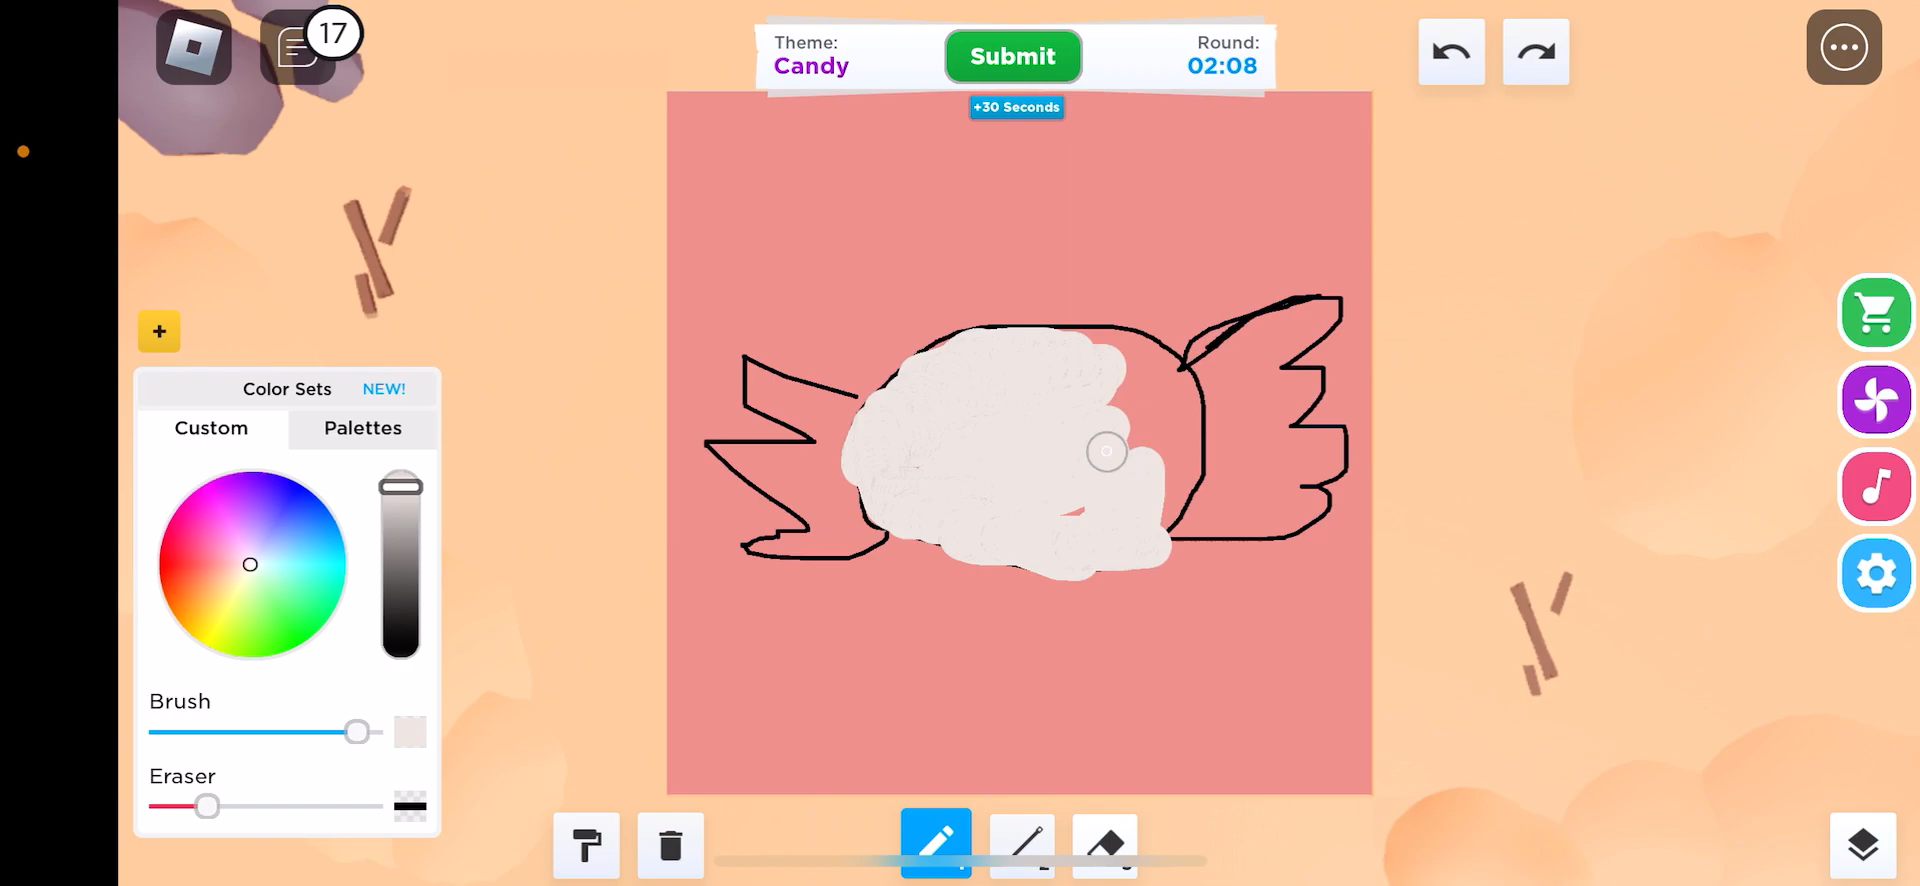 17
Theme:
Candy
Submit
Round:
02:08
+30 Seconds
+
Color Sets NEW!
Custom Palettes
Brush
Eraser